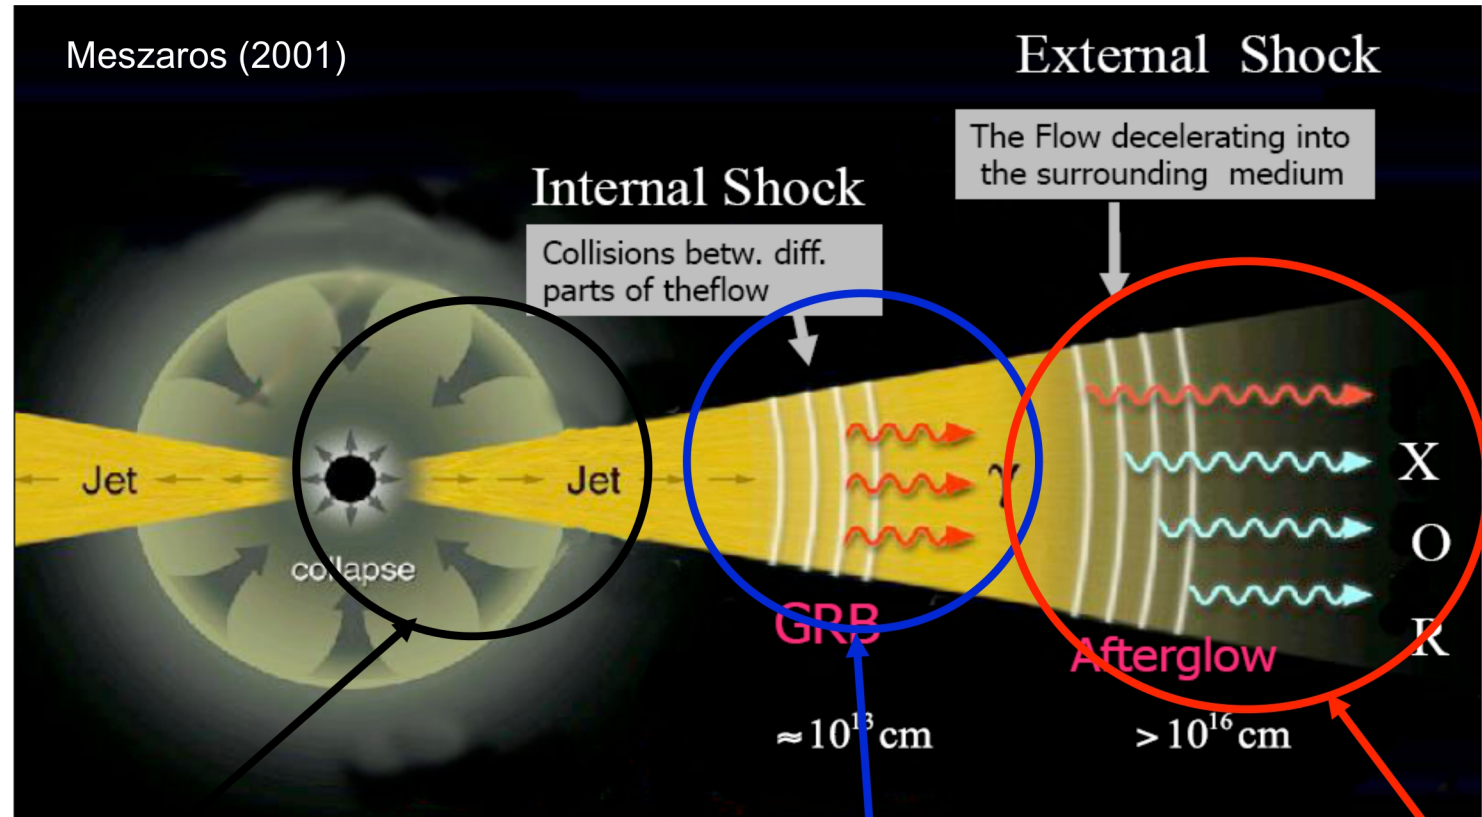 Meszaros (2001)
External Shock
The Flow decelerating into
the surrounding medium
Internal Shock
Collisions betw. diff.
parts of theflow
Jet
Jet
γ
X
O
R
collapse
GRB
Afterglow
≈10¹³ cm
>10¹⁶ cm